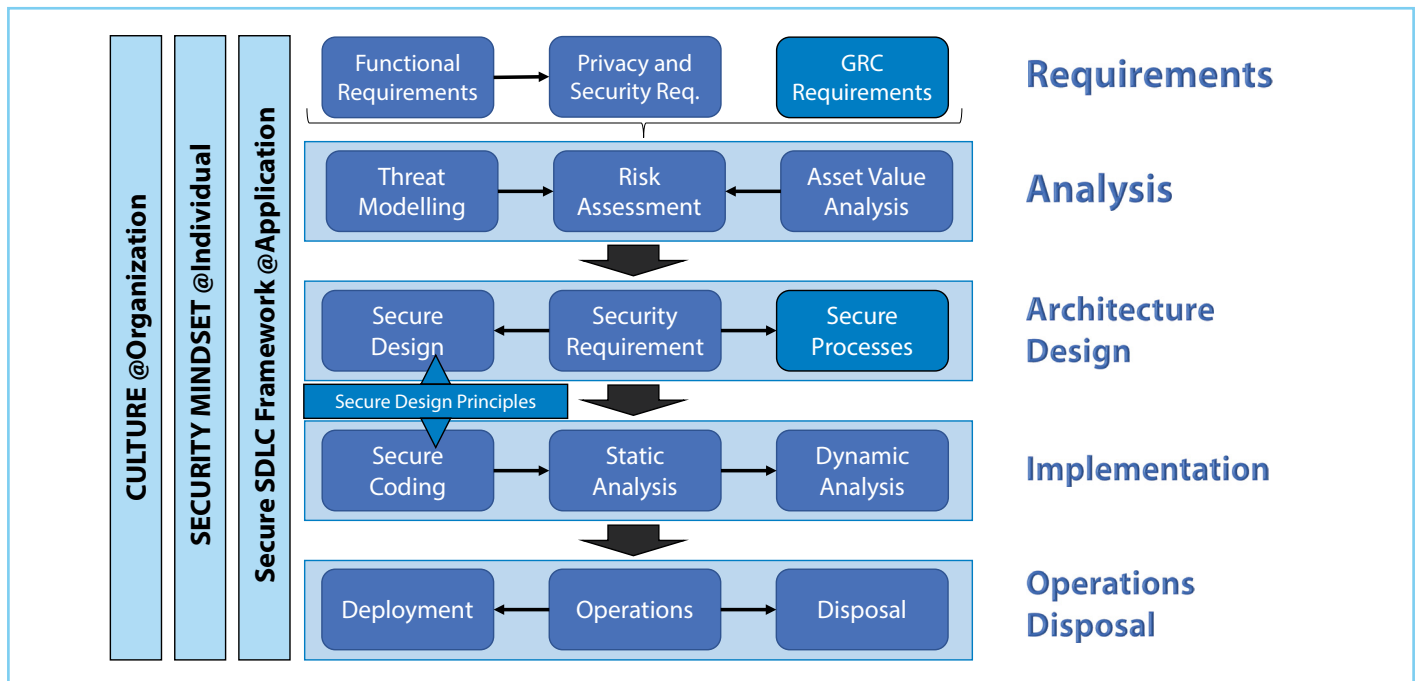 CULTURE @Organization
SECURITY MINDSET @Individual
Secure SDLC Framework @Application
Functional
Requirements
Privacy and
Security Req.
GRC
Requirements
Requirements
Threat
Modelling
Risk
Assessment
Asset Value
Analysis
Analysis
Secure
Design
Security
Requirement
Secure
Processes
Architecture
Design
Secure Design Principles
Secure
Coding
Static
Analysis
Dynamic
Analysis
Implementation
Deployment
Operations
Disposal
Operations
Disposal